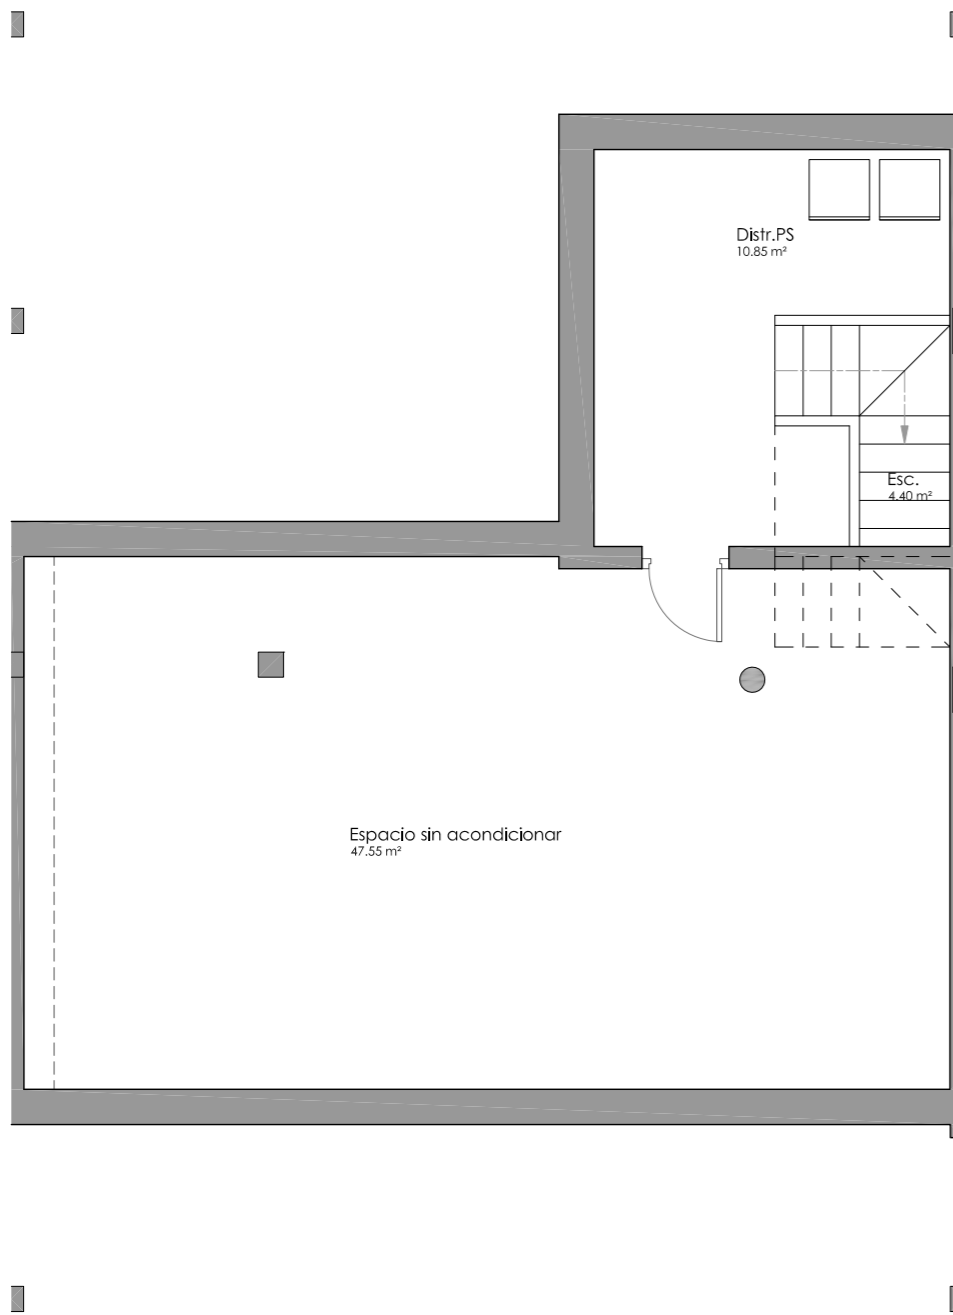 Distr.PS
10.85 m²
Esc.
4.40 m²
Espacio sin acondicionar
47.55 m²